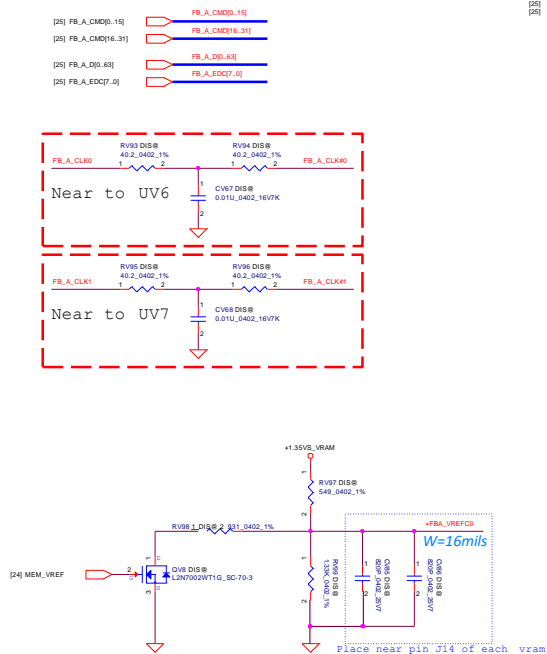 [25]
[25]
[25] FB_A_CMD[0..15] FB_A_CMD[0..15]
[25] FB_A_CMD[16..31] FB_A_CMD[16..31]
[25] FB_A_D[0..63] FB_A_D[0..63]
[25] FB_A_EDC[7..0] FB_A_EDC[7..0]
RV93 DIS@ RV94 DIS@
40.2_0402_1% 40.2_0402_1%
FB_A_CLK0 1 2 1 2 FB_A_CLK#0
Near to UV6
1
CV67 DIS@
0.01U_0402_16V7K
2
RV95 DIS@ RV96 DIS@
40.2_0402_1% 40.2_0402_1%
FB_A_CLK1 1 2 1 2 FB_A_CLK#1
Near to UV7
1
CV68 DIS@
0.01U_0402_16V7K
2
+1.35VS_VRAM
1
RV97 DIS@
549_0402_1%
2
RV98 1 DIS@ 2 931_0402_1%
+FBA_VREFC0
W=16mils
1
[24] MEM_VREF 2
QV8 DIS@
L2N7002WT1G_SC-70-3
3
1
RV99 DIS@
1.33K_0402_1%
2
1
CV85 DIS@
820P_0402_25V7
2
1
CV86 DIS@
820P_0402_25V7
2
Place near pin J14 of each vram